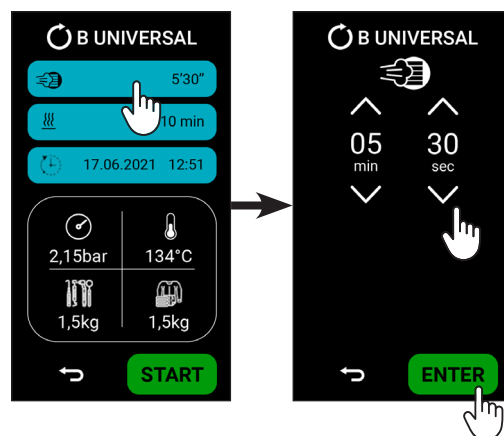 B UNIVERSAL
5'30"
10 min
17.06.2021 12:51
2,15bar 134°C
1,5kg 1,5kg
START
B UNIVERSAL
05 30
min sec
ENTER